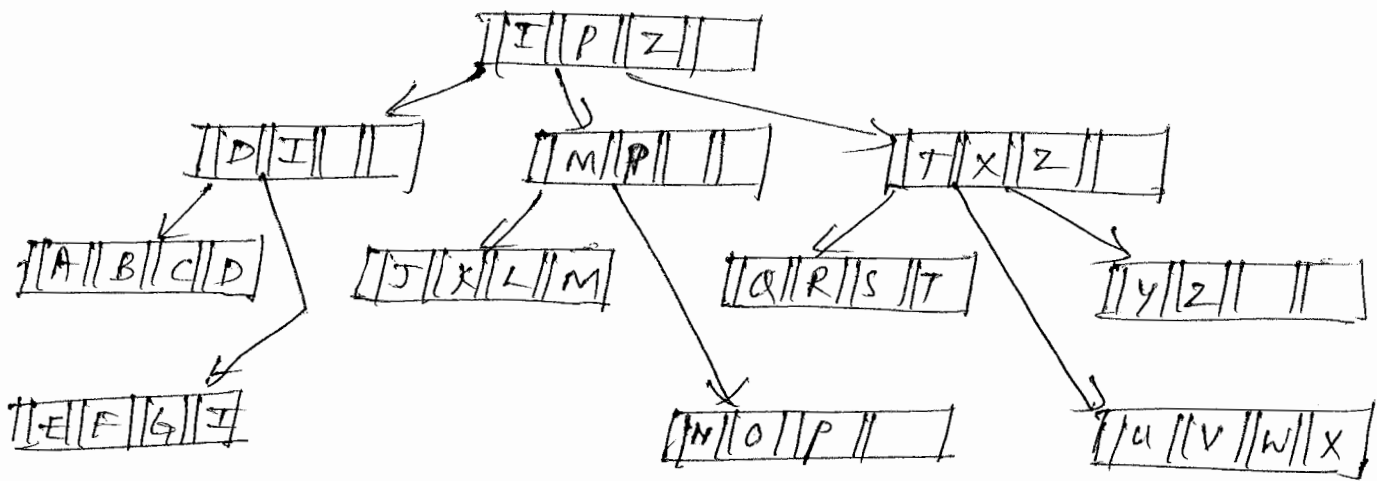 I P Z
D I
M P
T X Z
A B C D
J K L M
Q R S T
Y Z
E F G I
N O P
U V W X